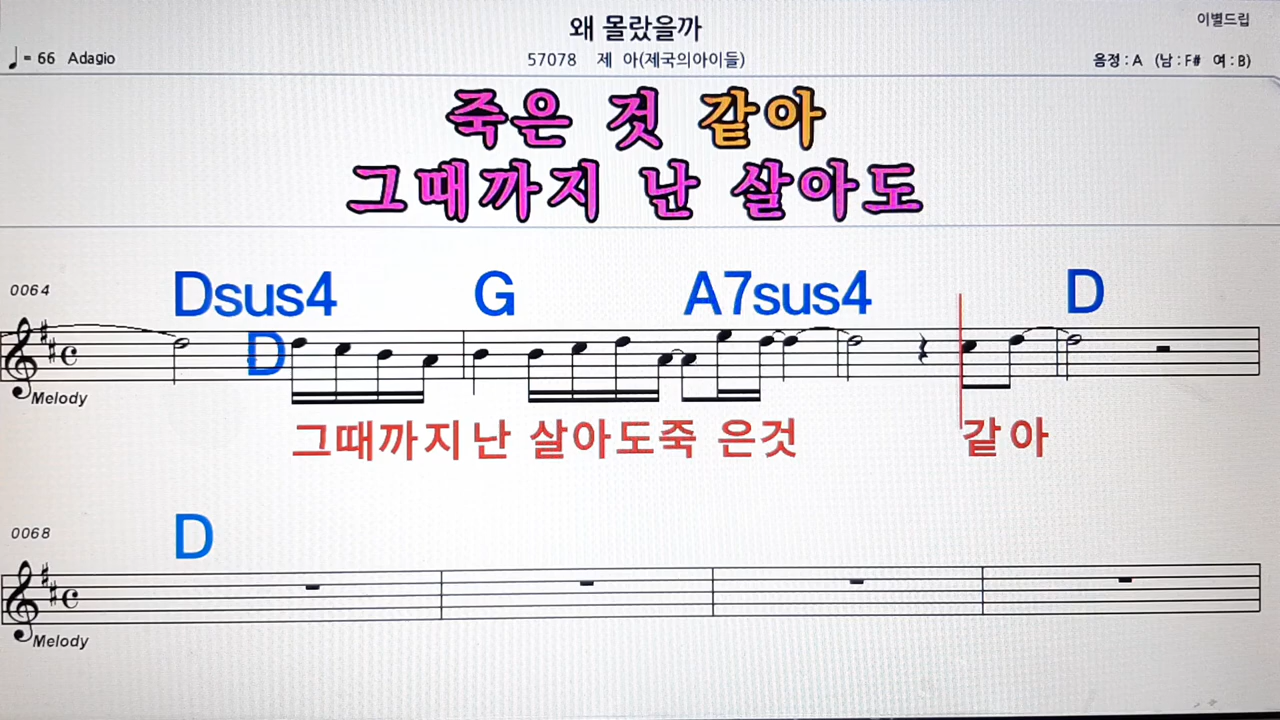 왜 몰랐을까
이별드립
♩= 66 Adagio
57078 제 아(제국의아이들)
음정 : A (남 : F# 여 : B)
죽은 것 같아
그때까지 난 살아도
0064
Dsus4 G A7sus4 D
D
Melody
그때까지 난 살아도죽 은것 같 아
0068
D
Melody